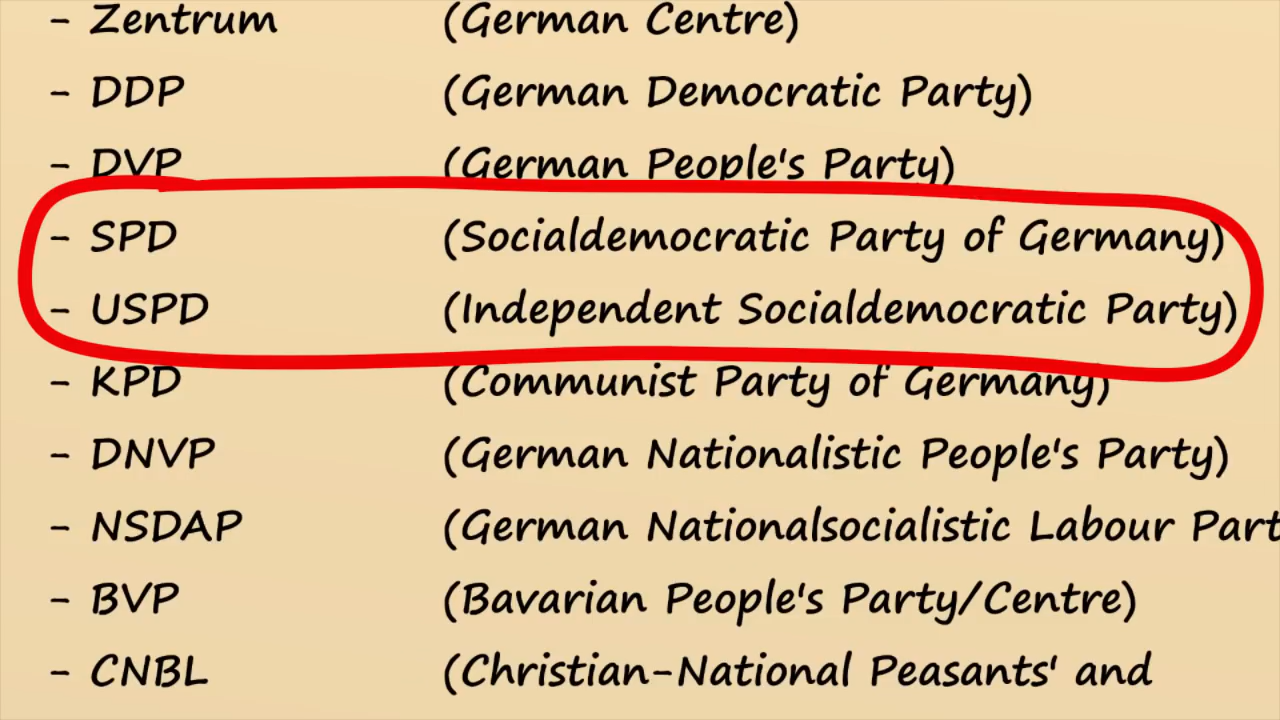 - Zentrum (German Centre)
- DDP (German Democratic Party)
- DVP (German People's Party)
- SPD (Socialdemocratic Party of Germany)
- USPD (Independent Socialdemocratic Party)
- KPD (Communist Party of Germany)
- DNVP (German Nationalistic People's Party)
- NSDAP (German Nationalsocialistic Labour Part
- BVP (Bavarian People's Party/Centre)
- CNBL (Christian-National Peasants' and